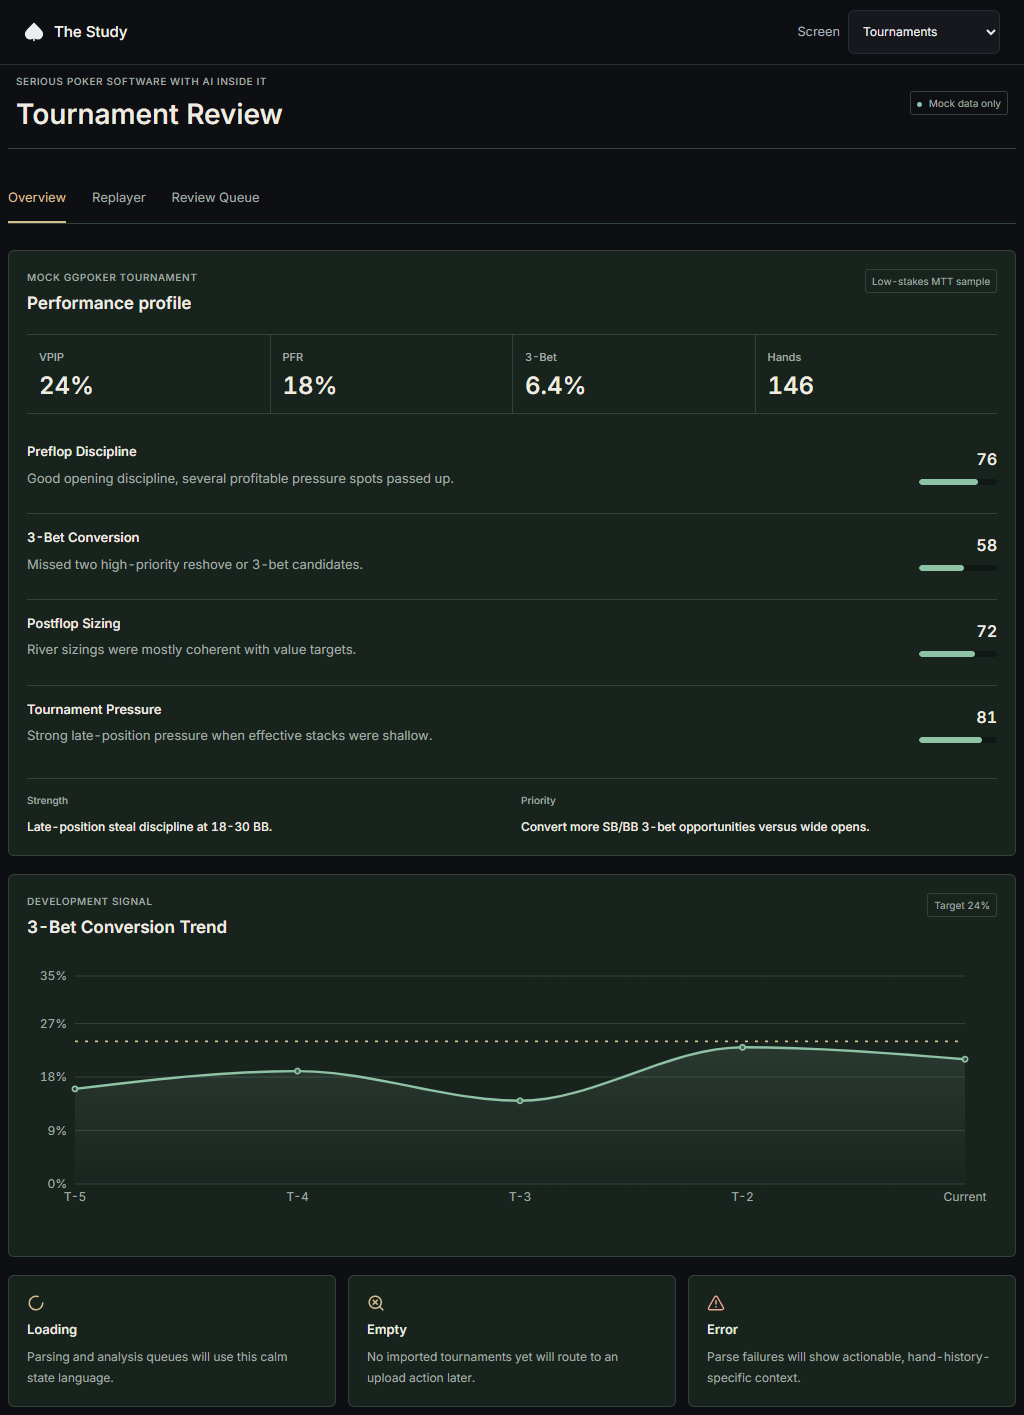 The Study
Screen
Tournaments
SERIOUS POKER SOFTWARE WITH AI INSIDE IT
Tournament Review
Mock data only
Overview
Replayer
Review Queue
MOCK GGPOKER TOURNAMENT
Performance profile
Low-stakes MTT sample
VPIP
24%
PFR
18%
3-Bet
6.4%
Hands
146
Preflop Discipline
Good opening discipline, several profitable pressure spots passed up.
76
3-Bet Conversion
Missed two high-priority reshove or 3-bet candidates.
58
Postflop Sizing
River sizings were mostly coherent with value targets.
72
Tournament Pressure
Strong late-position pressure when effective stacks were shallow.
81
Strength
Late-position steal discipline at 18-30 BB.
Priority
Convert more SB/BB 3-bet opportunities versus wide opens.
DEVELOPMENT SIGNAL
3-Bet Conversion Trend
Target 24%
35%
27%
18%
9%
0%
T-5
T-4
T-3
T-2
Current
Loading
Parsing and analysis queues will use this calm
state language.
Empty
No imported tournaments yet will route to an
upload action later.
Error
Parse failures will show actionable, hand-history-
specific context.